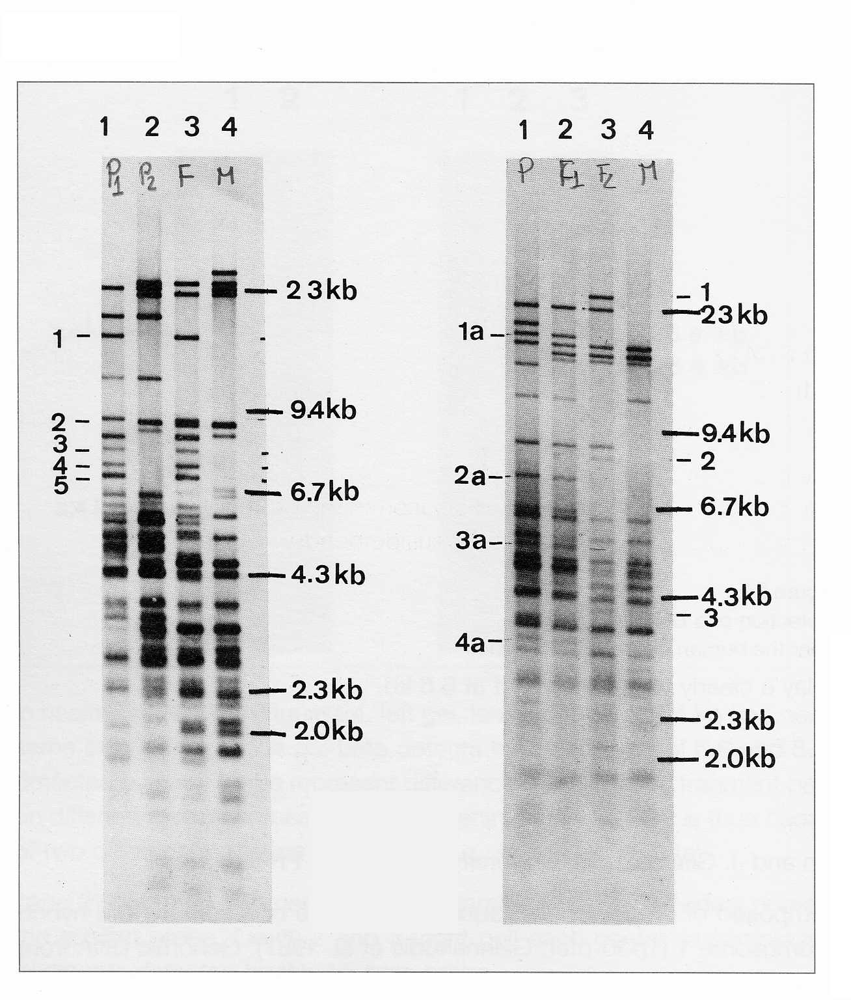 1 2 3 4
P1 P2 F M
23kb
1
9.4kb
2
3
4
5
6.7kb
4.3kb
2.3kb
2.0kb
1 2 3 4
P F1 F2 M
1
23kb
1a
9.4kb
2
2a
6.7kb
3a
4.3kb
3
4a
2.3kb
2.0kb